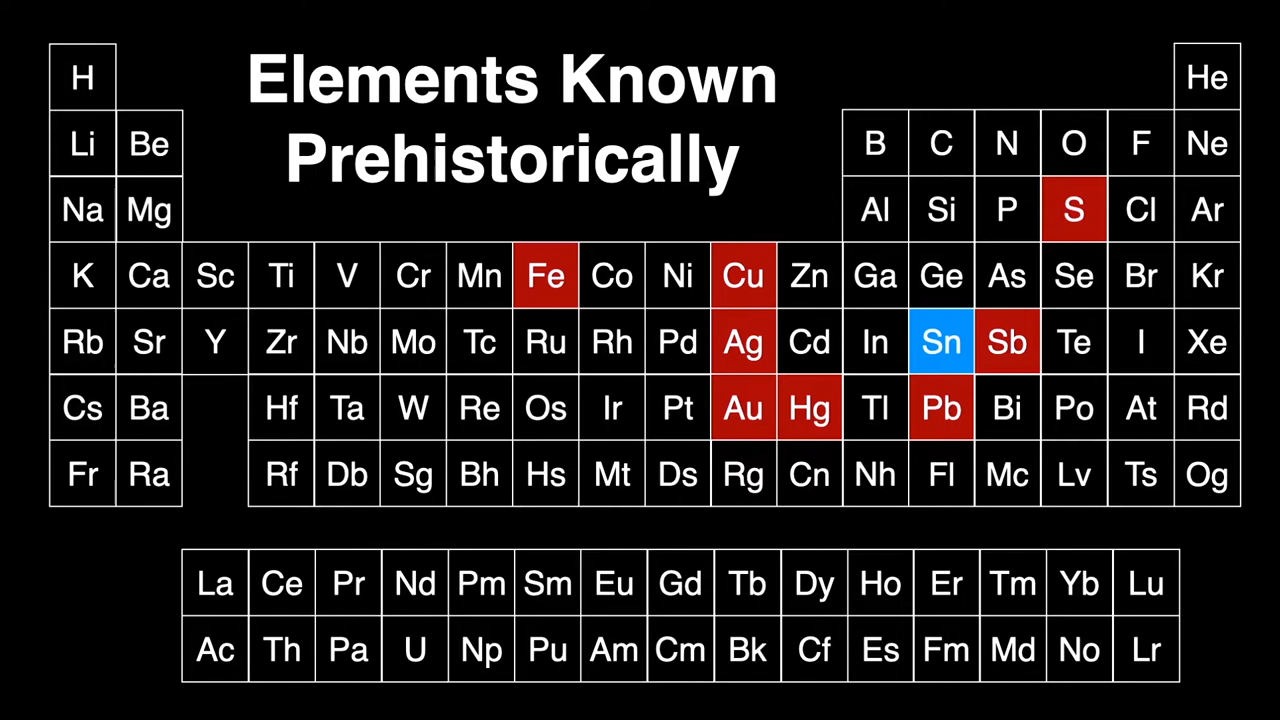 Elements Known
Prehistorically
H He
Li Be B C N O F Ne
Na Mg Al Si P S Cl Ar
K Ca Sc Ti V Cr Mn Fe Co Ni Cu Zn Ga Ge As Se Br Kr
Rb Sr Y Zr Nb Mo Tc Ru Rh Pd Ag Cd In Sn Sb Te I Xe
Cs Ba Hf Ta W Re Os Ir Pt Au Hg Tl Pb Bi Po At Rd
Fr Ra Rf Db Sg Bh Hs Mt Ds Rg Cn Nh Fl Mc Lv Ts Og
La Ce Pr Nd Pm Sm Eu Gd Tb Dy Ho Er Tm Yb Lu
Ac Th Pa U Np Pu Am Cm Bk Cf Es Fm Md No Lr